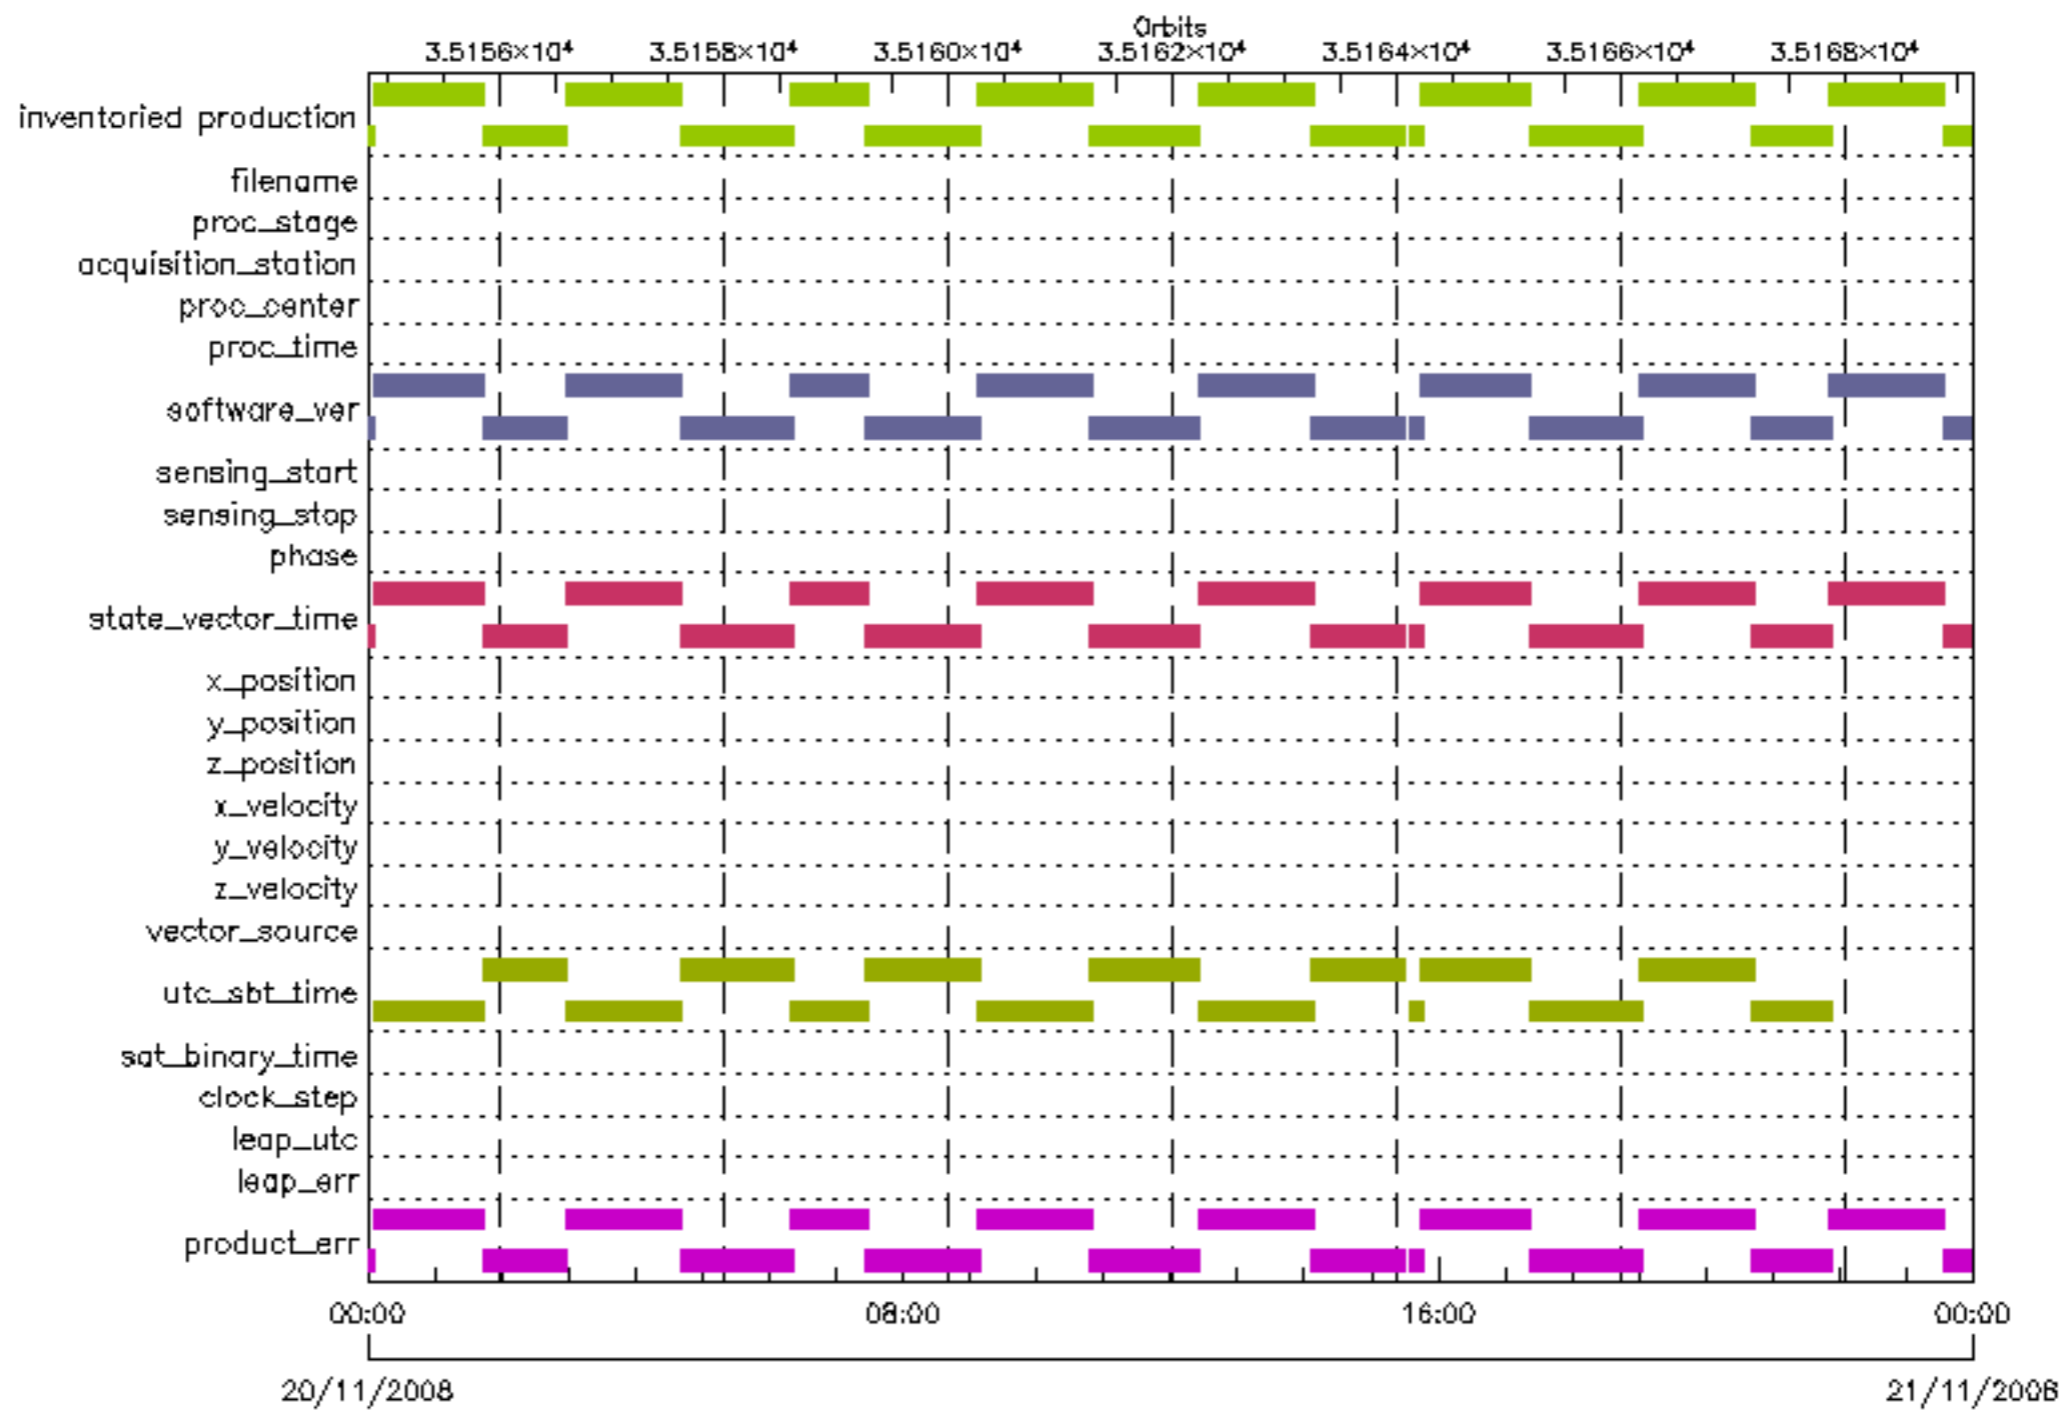 Orbits
3.5156×10⁴ 3.5158×10⁴ 3.5160×10⁴ 3.5162×10⁴ 3.5164×10⁴ 3.5166×10⁴ 3.5168×10⁴
inventoried production
filename
proc_stage
acquisition_station
proc_center
proc_time
software_ver
sensing_start
sensing_stop
phase
state_vector_time
x_position
y_position
z_position
x_velocity
y_velocity
z_velocity
vector_source
utc_sbt_time
sat_binary_time
clock_step
leap_utc
leap_err
product_err
00:00 08:00 16:00 00:00
20/11/2008 21/11/2008